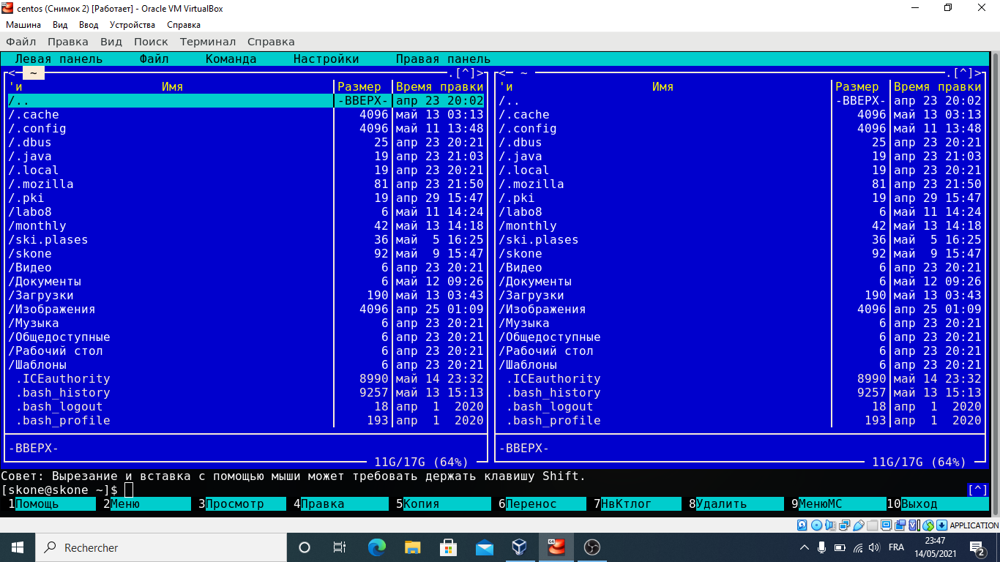 centos (Снимок 2) [Работает] - Oracle VM VirtualBox
Машина Вид Ввод Устройства Справка
Файл Правка Вид Поиск Терминал Справка
Левая панель Файл Команда Настройки Правая панель
<- ~ .[^]> <- ~ .[^]>
'и Имя Размер Время правки 'и Имя Размер Время правки
/.. -ВВЕРХ- апр 23 20:02 /.. -ВВЕРХ- апр 23 20:02
/.cache 4096 май 13 03:13 /.cache 4096 май 13 03:13
/.config 4096 май 11 13:48 /.config 4096 май 11 13:48
/.dbus 25 апр 23 20:21 /.dbus 25 апр 23 20:21
/.java 19 апр 23 21:03 /.java 19 апр 23 21:03
/.local 19 апр 23 20:21 /.local 19 апр 23 20:21
/.mozilla 81 апр 23 21:50 /.mozilla 81 апр 23 21:50
/.pki 19 апр 29 15:47 /.pki 19 апр 29 15:47
/labo8 6 май 11 14:24 /labo8 6 май 11 14:24
/monthly 42 май 13 14:18 /monthly 42 май 13 14:18
/ski.plases 36 май 5 16:25 /ski.plases 36 май 5 16:25
/skone 92 май 9 15:47 /skone 92 май 9 15:47
/Видео 6 апр 23 20:21 /Видео 6 апр 23 20:21
/Документы 6 май 12 09:26 /Документы 6 май 12 09:26
/Загрузки 190 май 13 03:43 /Загрузки 190 май 13 03:43
/Изображения 4096 апр 25 01:09 /Изображения 4096 апр 25 01:09
/Музыка 6 апр 23 20:21 /Музыка 6 апр 23 20:21
/Общедоступные 6 апр 23 20:21 /Общедоступные 6 апр 23 20:21
/Рабочий стол 6 апр 23 20:21 /Рабочий стол 6 апр 23 20:21
/Шаблоны 6 апр 23 20:21 /Шаблоны 6 апр 23 20:21
.ICEauthority 8990 май 14 23:32 .ICEauthority 8990 май 14 23:32
.bash_history 9257 май 13 15:13 .bash_history 9257 май 13 15:13
.bash_logout 18 апр 1 2020 .bash_logout 18 апр 1 2020
.bash_profile 193 апр 1 2020 .bash_profile 193 апр 1 2020
-ВВЕРХ- -ВВЕРХ-
11G/17G (64%) 11G/17G (64%)
Совет: Вырезание и вставка с помощью мыши может требовать держать клавишу Shift.
[skone@skone ~]$ [^]
1Помощь 2Меню 3Просмотр 4Правка 5Копия 6Перенос 7НвКтлог 8Удалить 9МенюMC 10Выход
APPLICATION
Rechercher FRA 23:47
14/05/2021 2